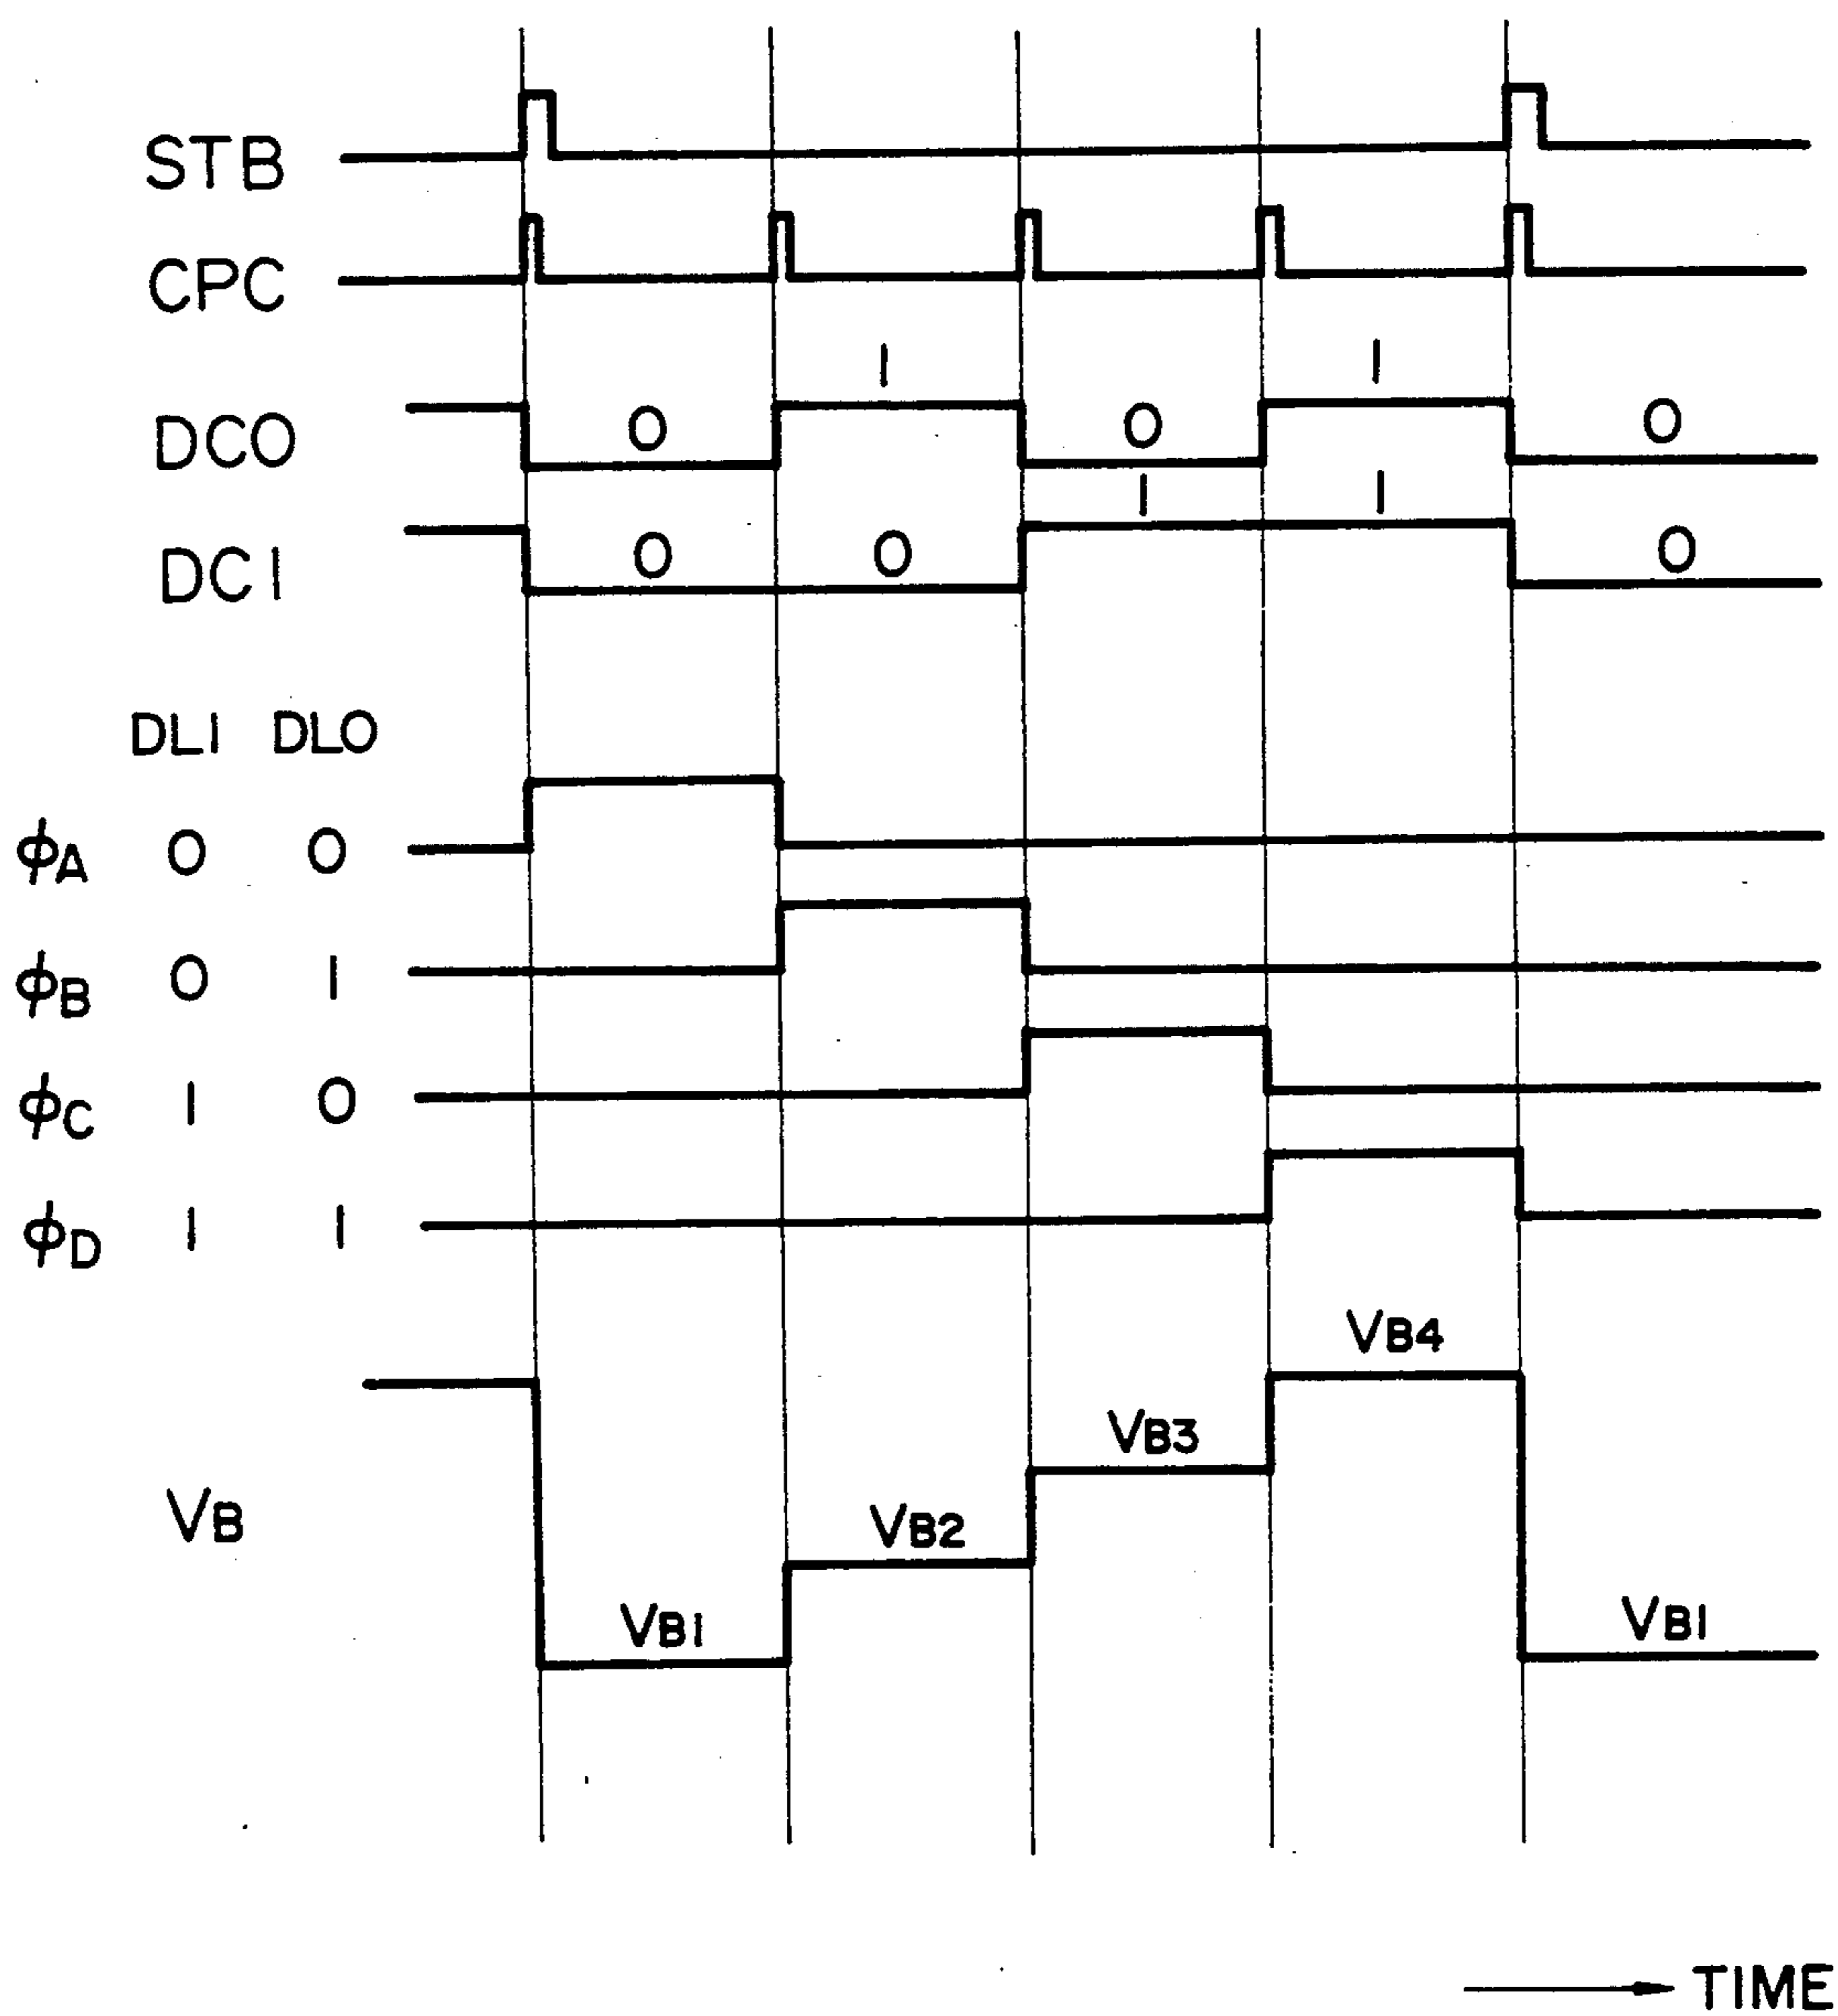 STB
CPC
1 1
DC0 0 0 0
1 1
DC1 0 0 0
DL1 DL0
ϕA 0 0
ϕB 0 1
ϕC 1 0
ϕD 1 1
VB4
VB3
VB VB2
VB1 VB1
TIME